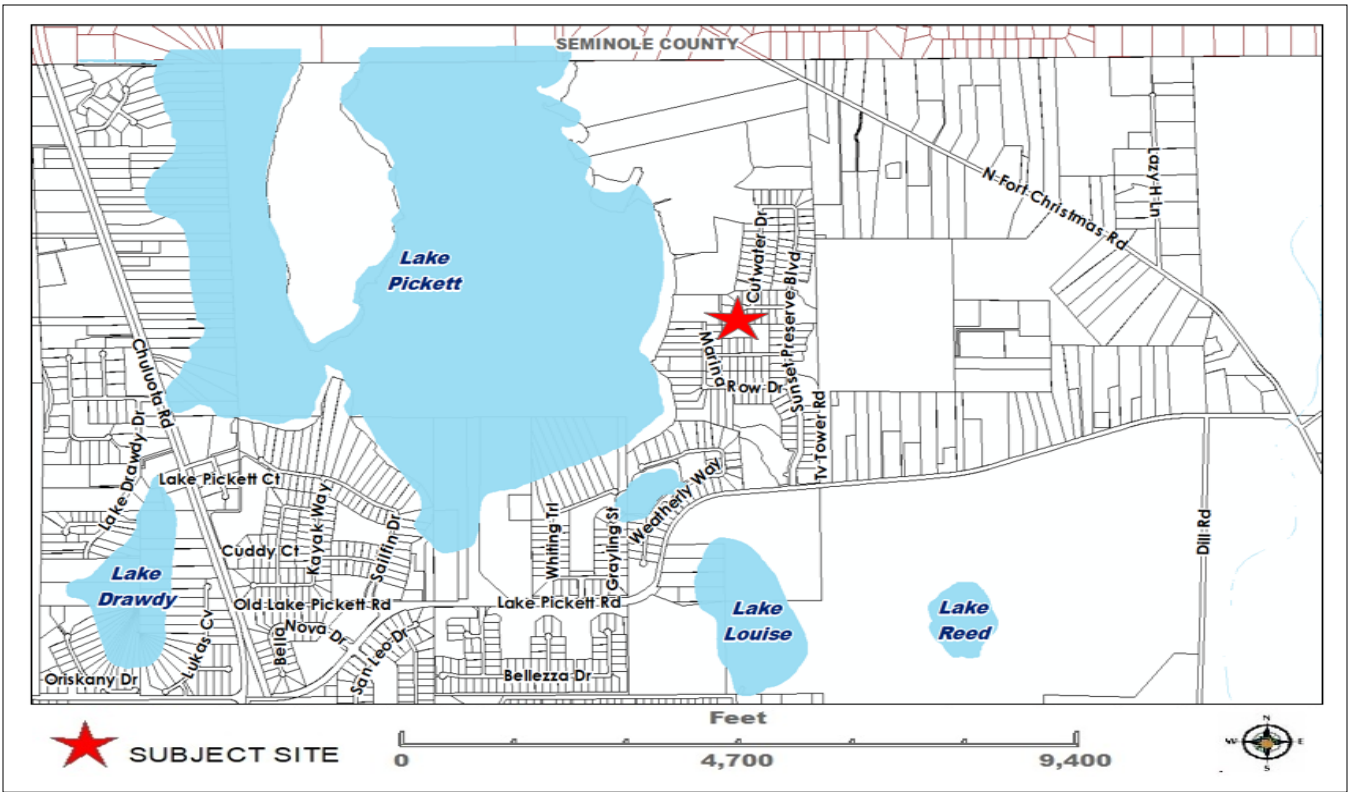 SEMINOLE COUNTY
N Fort Christmas Rd
Lazy H Ln
Cutwater Dr
Lake
Pickett
Sunset Preserve Blvd
Marina
Row Dr
Chuluota Rd
Tv Tower Rd
Lake Drawdy Dr
Lake Pickett Ct
Weatherly Way
Whiting Trl
Grayling St
Kayak Way
Sailfin Dr
Cuddy Ct
Dill Rd
Lake
Drawdy
Old Lake Pickett Rd
Lake Pickett Rd
Lake
Louise
Lake
Reed
Lukas Cv
Bella
Nova Dr
San Leo Dr
Oriskany Dr
Bellezza Dr
SUBJECT SITE
Feet
0
4,700
9,400
N
W
E
S